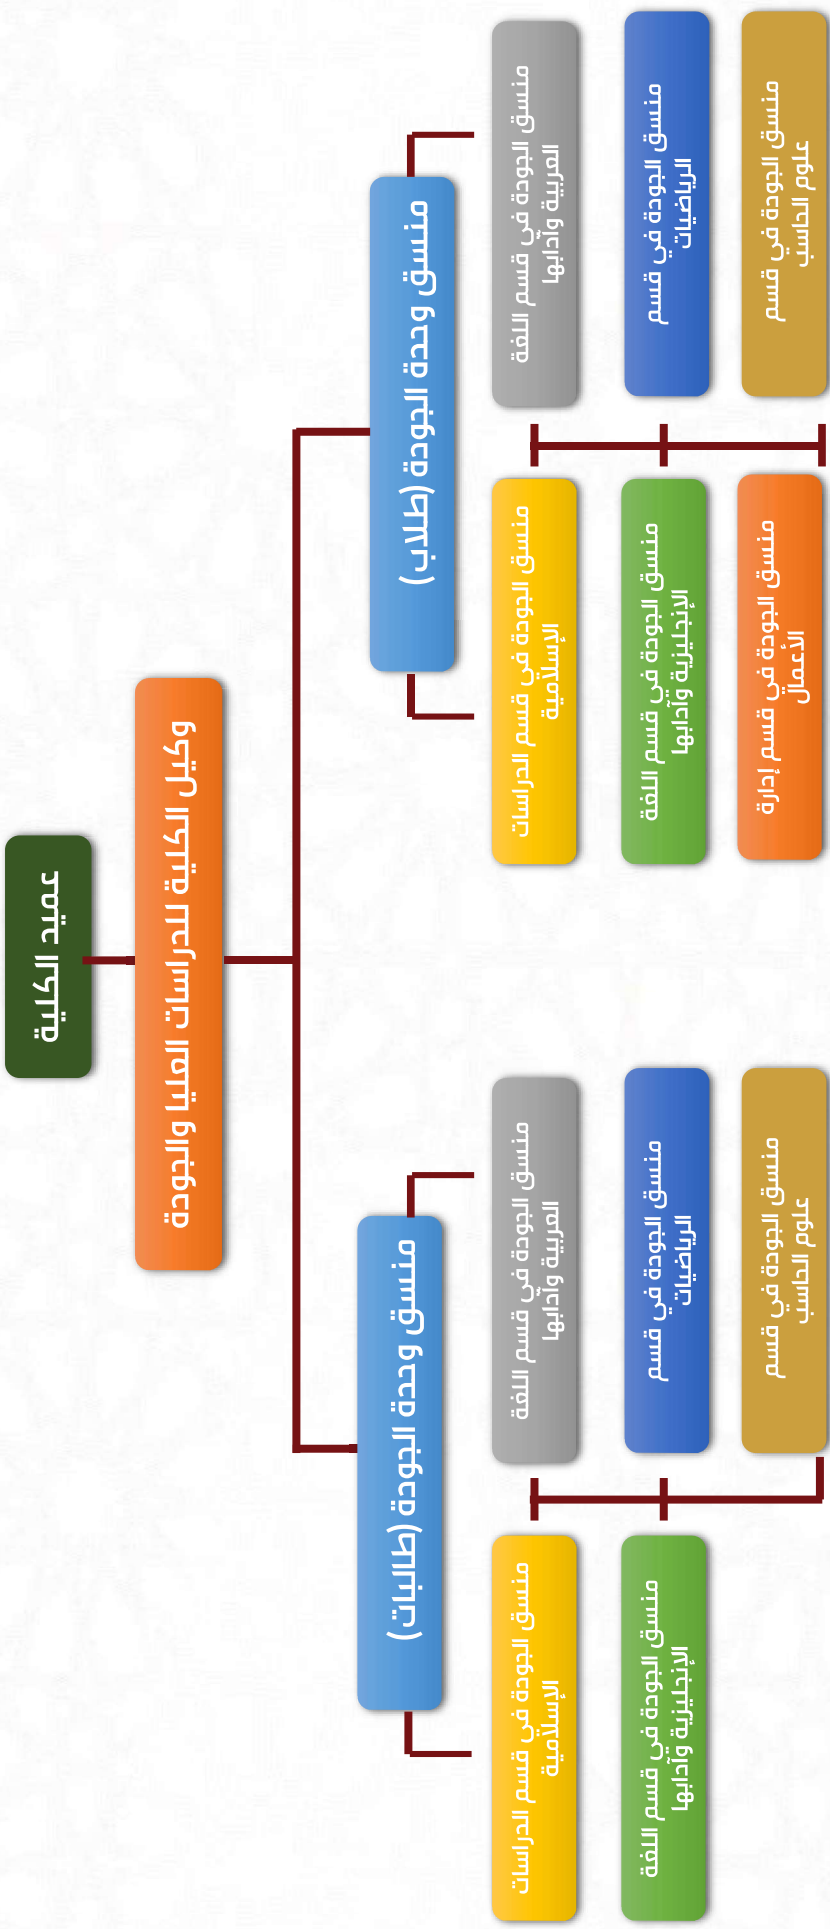 عميد الكلية
وكيل الكلية للدراسات العليا والجودة
منسق وحدة الجودة (طلاب)
منسق وحدة الجودة (طالبات)
منسق الجودة في قسم اللغة
العربية وآدابها
منسق الجودة في قسم الدراسات
الإسلامية
منسق الجودة في قسم
الرياضيات
منسق الجودة في قسم اللغة
الإنجليزية وآدابها
منسق الجودة في قسم
علوم الحاسب
منسق الجودة في قسم إدارة
الأعمال
منسق الجودة في قسم اللغة
العربية وآدابها
منسق الجودة في قسم الدراسات
الإسلامية
منسق الجودة في قسم
الرياضيات
منسق الجودة في قسم اللغة
الإنجليزية وآدابها
منسق الجودة في قسم
علوم الحاسب